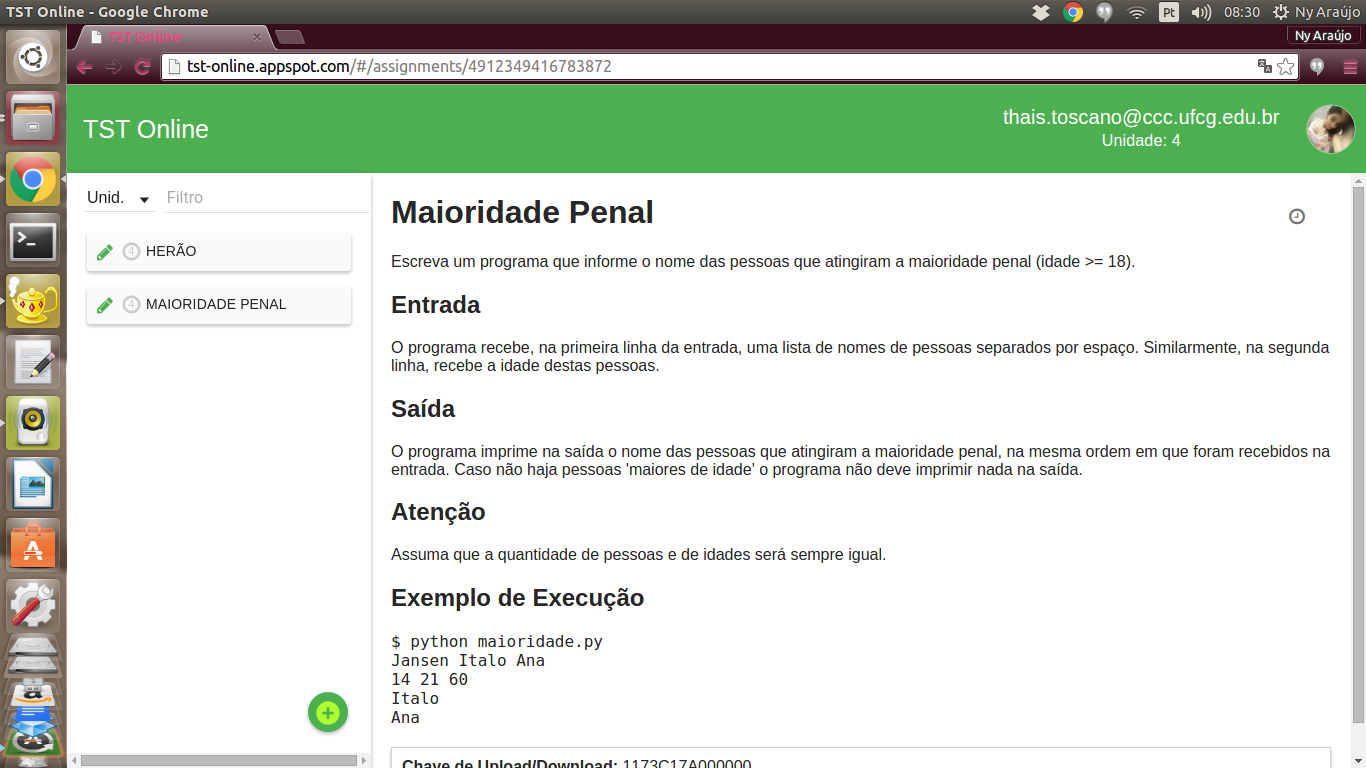 TST Online - Google Chrome
Pt
08:30
Ny Araújo
TST Online
×
Ny Araújo
tst-online.appspot.com/#/assignments/4912349416783872
TST Online
thais.toscano@ccc.ufcg.edu.br
Unidade: 4
Unid.
Filtro
4 HERÃO
4 MAIORIDADE PENAL
Maioridade Penal
Escreva um programa que informe o nome das pessoas que atingiram a maioridade penal (idade >= 18).
Entrada
O programa recebe, na primeira linha da entrada, uma lista de nomes de pessoas separados por espaço. Similarmente, na segunda
linha, recebe a idade destas pessoas.
Saída
O programa imprime na saída o nome das pessoas que atingiram a maioridade penal, na mesma ordem em que foram recebidos na
entrada. Caso não haja pessoas 'maiores de idade' o programa não deve imprimir nada na saída.
Atenção
Assuma que a quantidade de pessoas e de idades será sempre igual.
Exemplo de Execução
$ python maioridade.py
Jansen Italo Ana
14 21 60
Italo
Ana
Chave de Upload/Download: 1173C17A000000